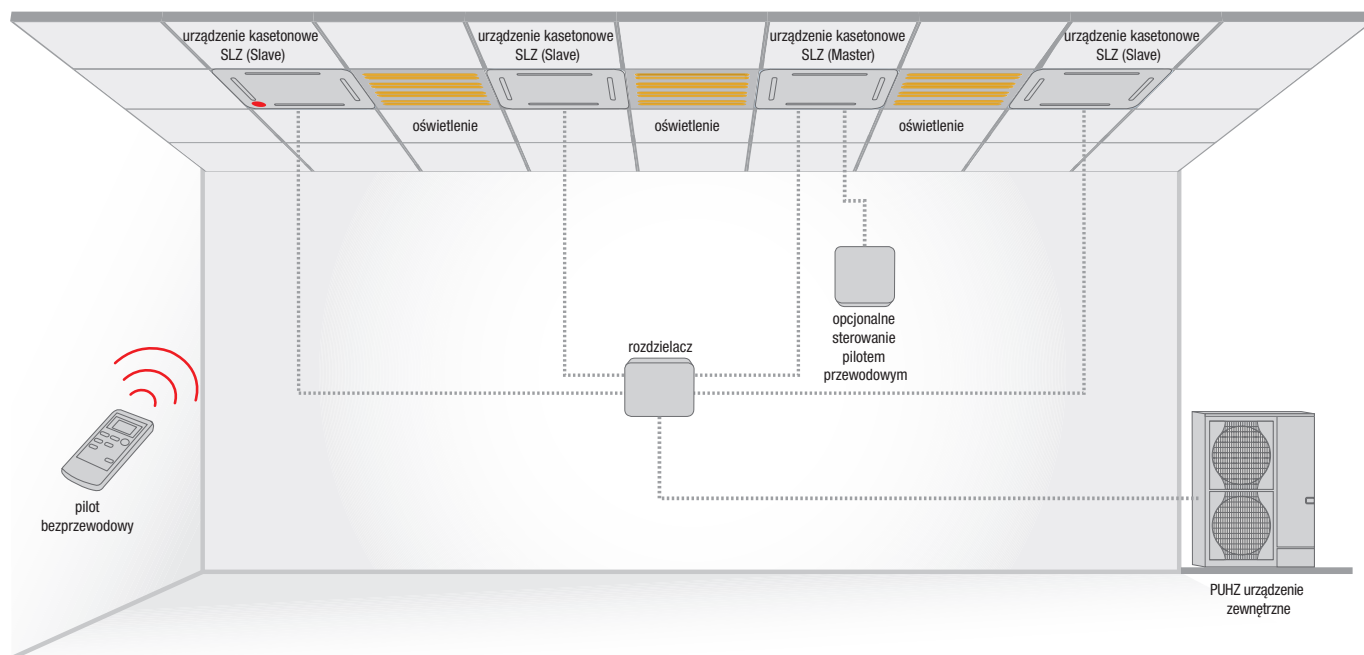 urządzenie kasetonowe
SLZ (Slave)
urządzenie kasetonowe
SLZ (Slave)
urządzenie kasetonowe
SLZ (Master)
urządzenie kasetonowe
SLZ (Slave)
oświetlenie
oświetlenie
oświetlenie
opcjonalne
sterowanie
pilotem
przewodowym
rozdzielacz
pilot
bezprzewodowy
PUHZ urządzenie
zewnętrzne